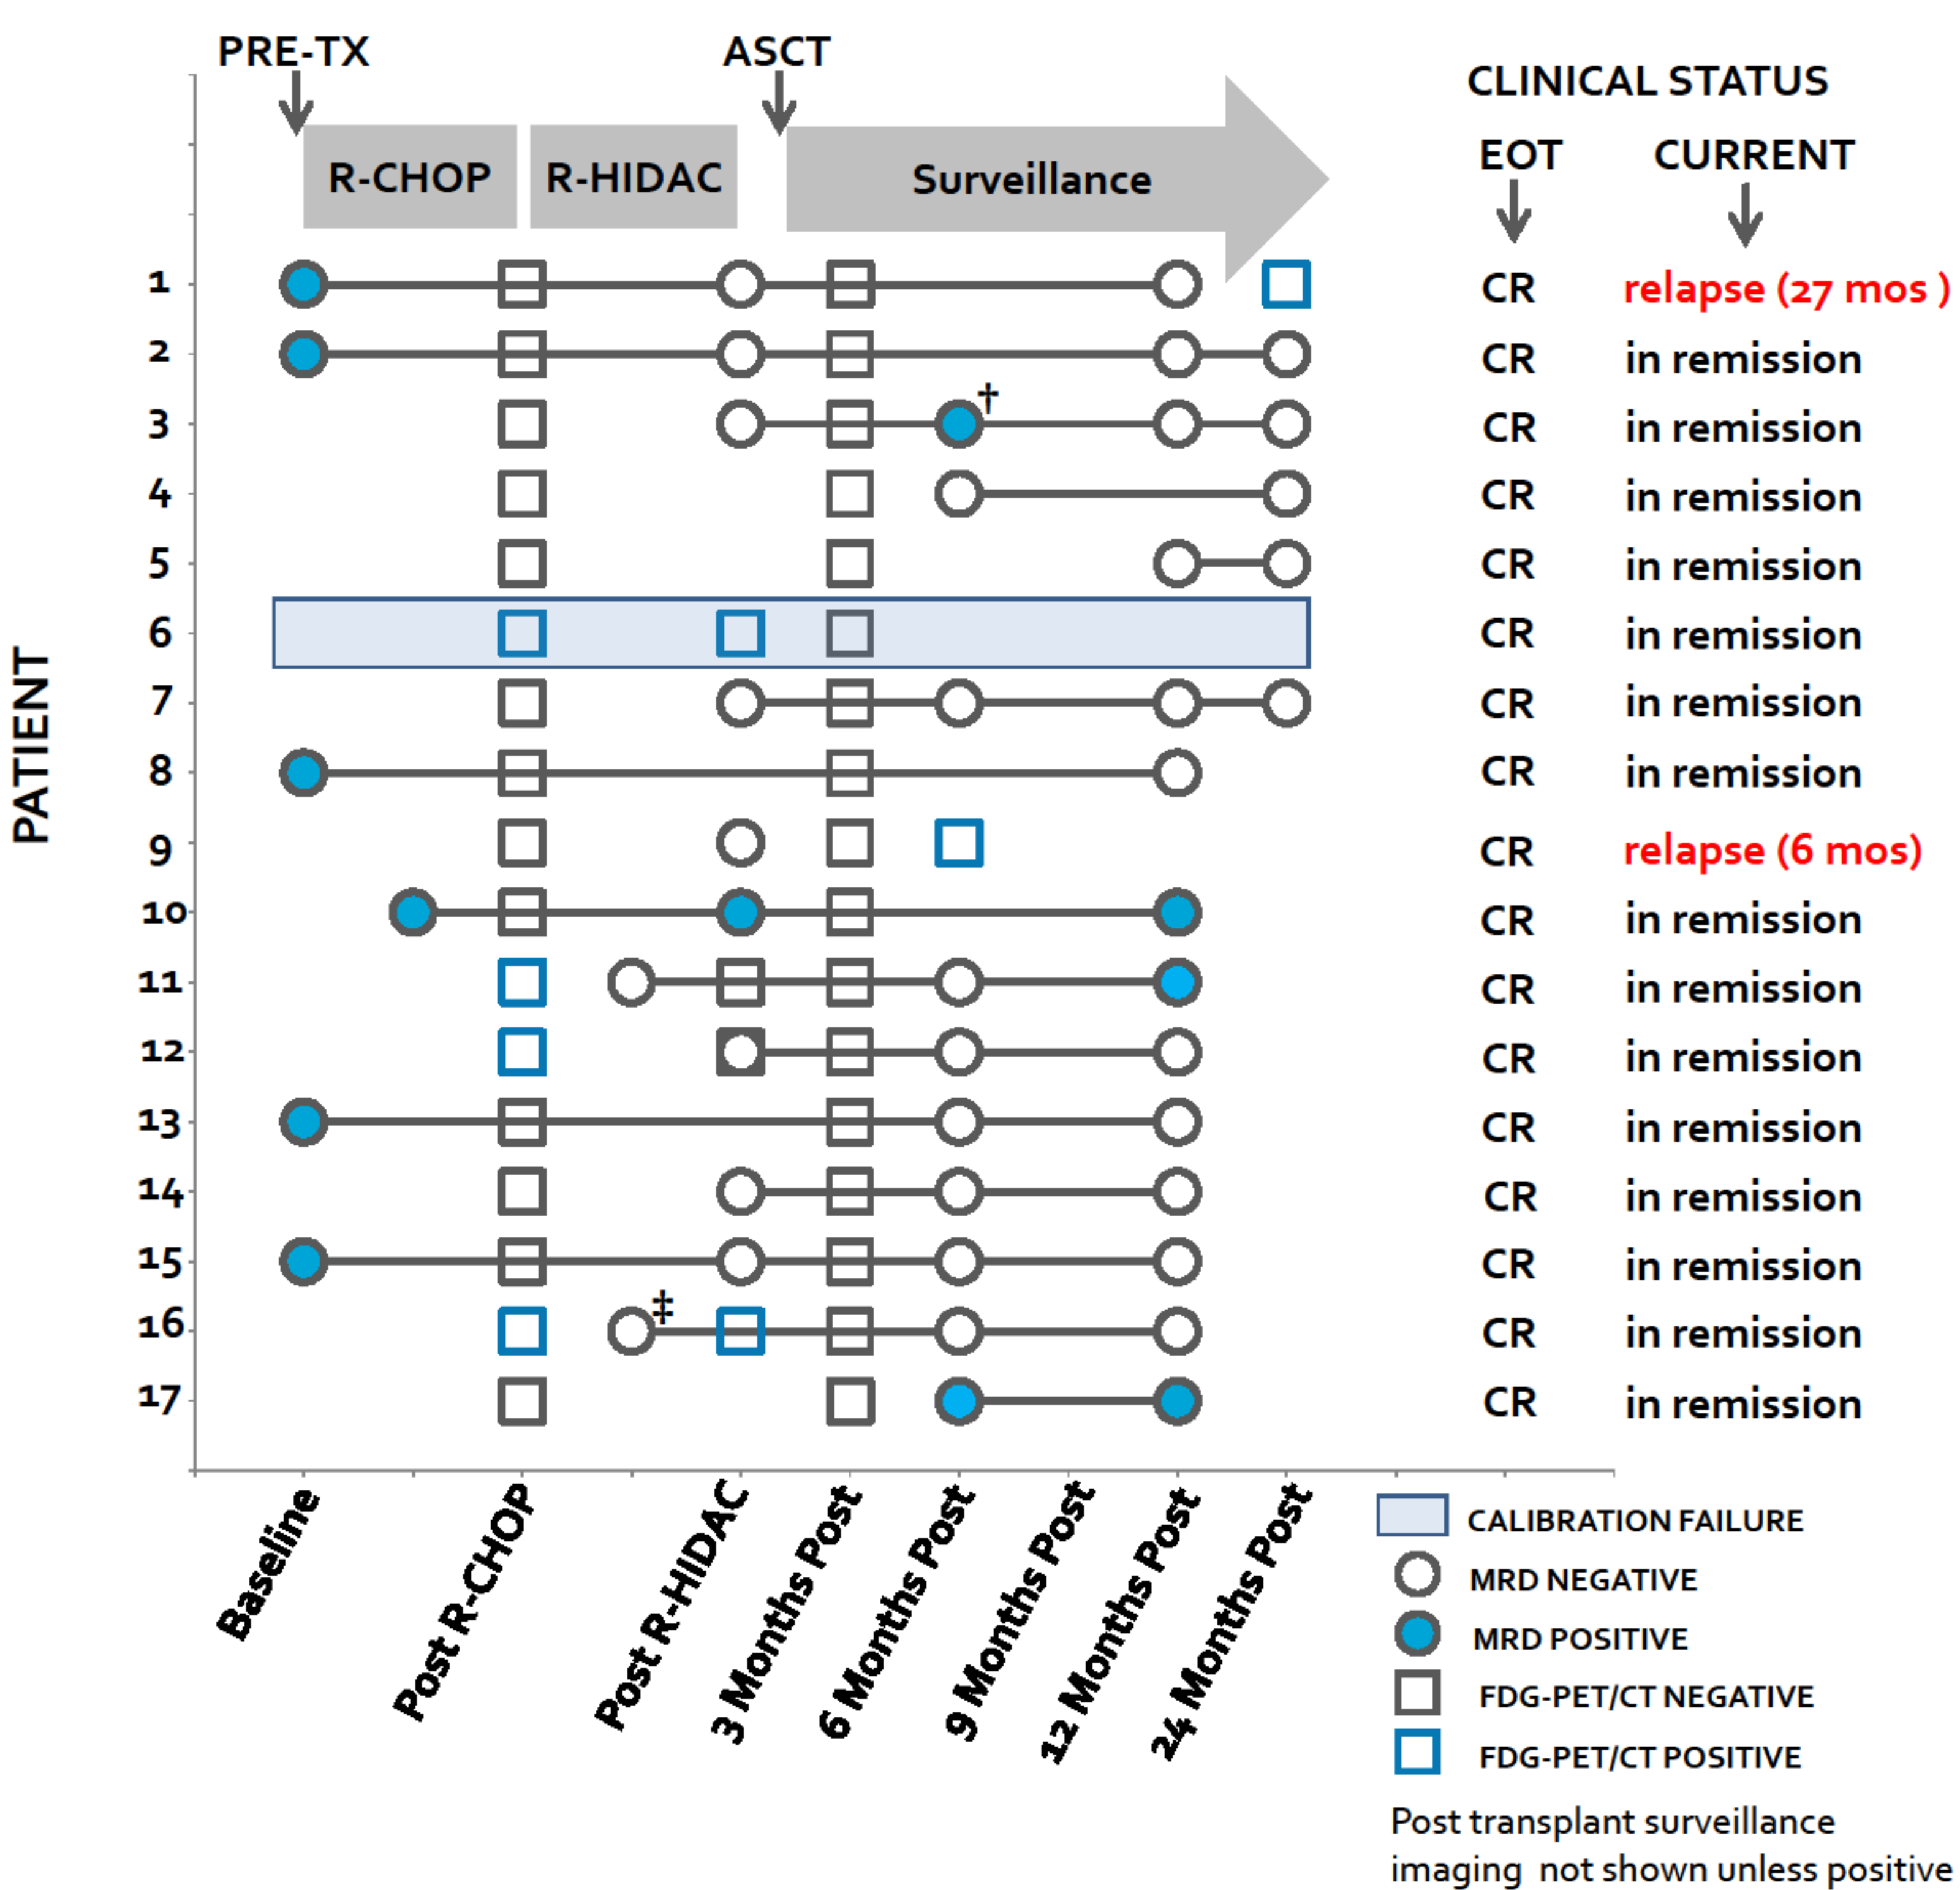 PRE-TX
ASCT
CLINICAL STATUS
EOT
CURRENT
R-CHOP
R-HIDAC
Surveillance
PATIENT
1 CR relapse (27 mos )
2 CR in remission
†
3 CR in remission
4 CR in remission
5 CR in remission
6 CR in remission
7 CR in remission
8 CR in remission
9 CR relapse (6 mos)
10 CR in remission
11 CR in remission
12 CR in remission
13 CR in remission
14 CR in remission
15 CR in remission
‡
16 CR in remission
17 CR in remission
Baseline
Post R-CHOP
Post R-HIDAC
3 Months Post
6 Months Post
9 Months Post
12 Months Post
24 Months Post
CALIBRATION FAILURE
MRD NEGATIVE
MRD POSITIVE
FDG-PET/CT NEGATIVE
FDG-PET/CT POSITIVE
Post transplant surveillance
imaging not shown unless positive